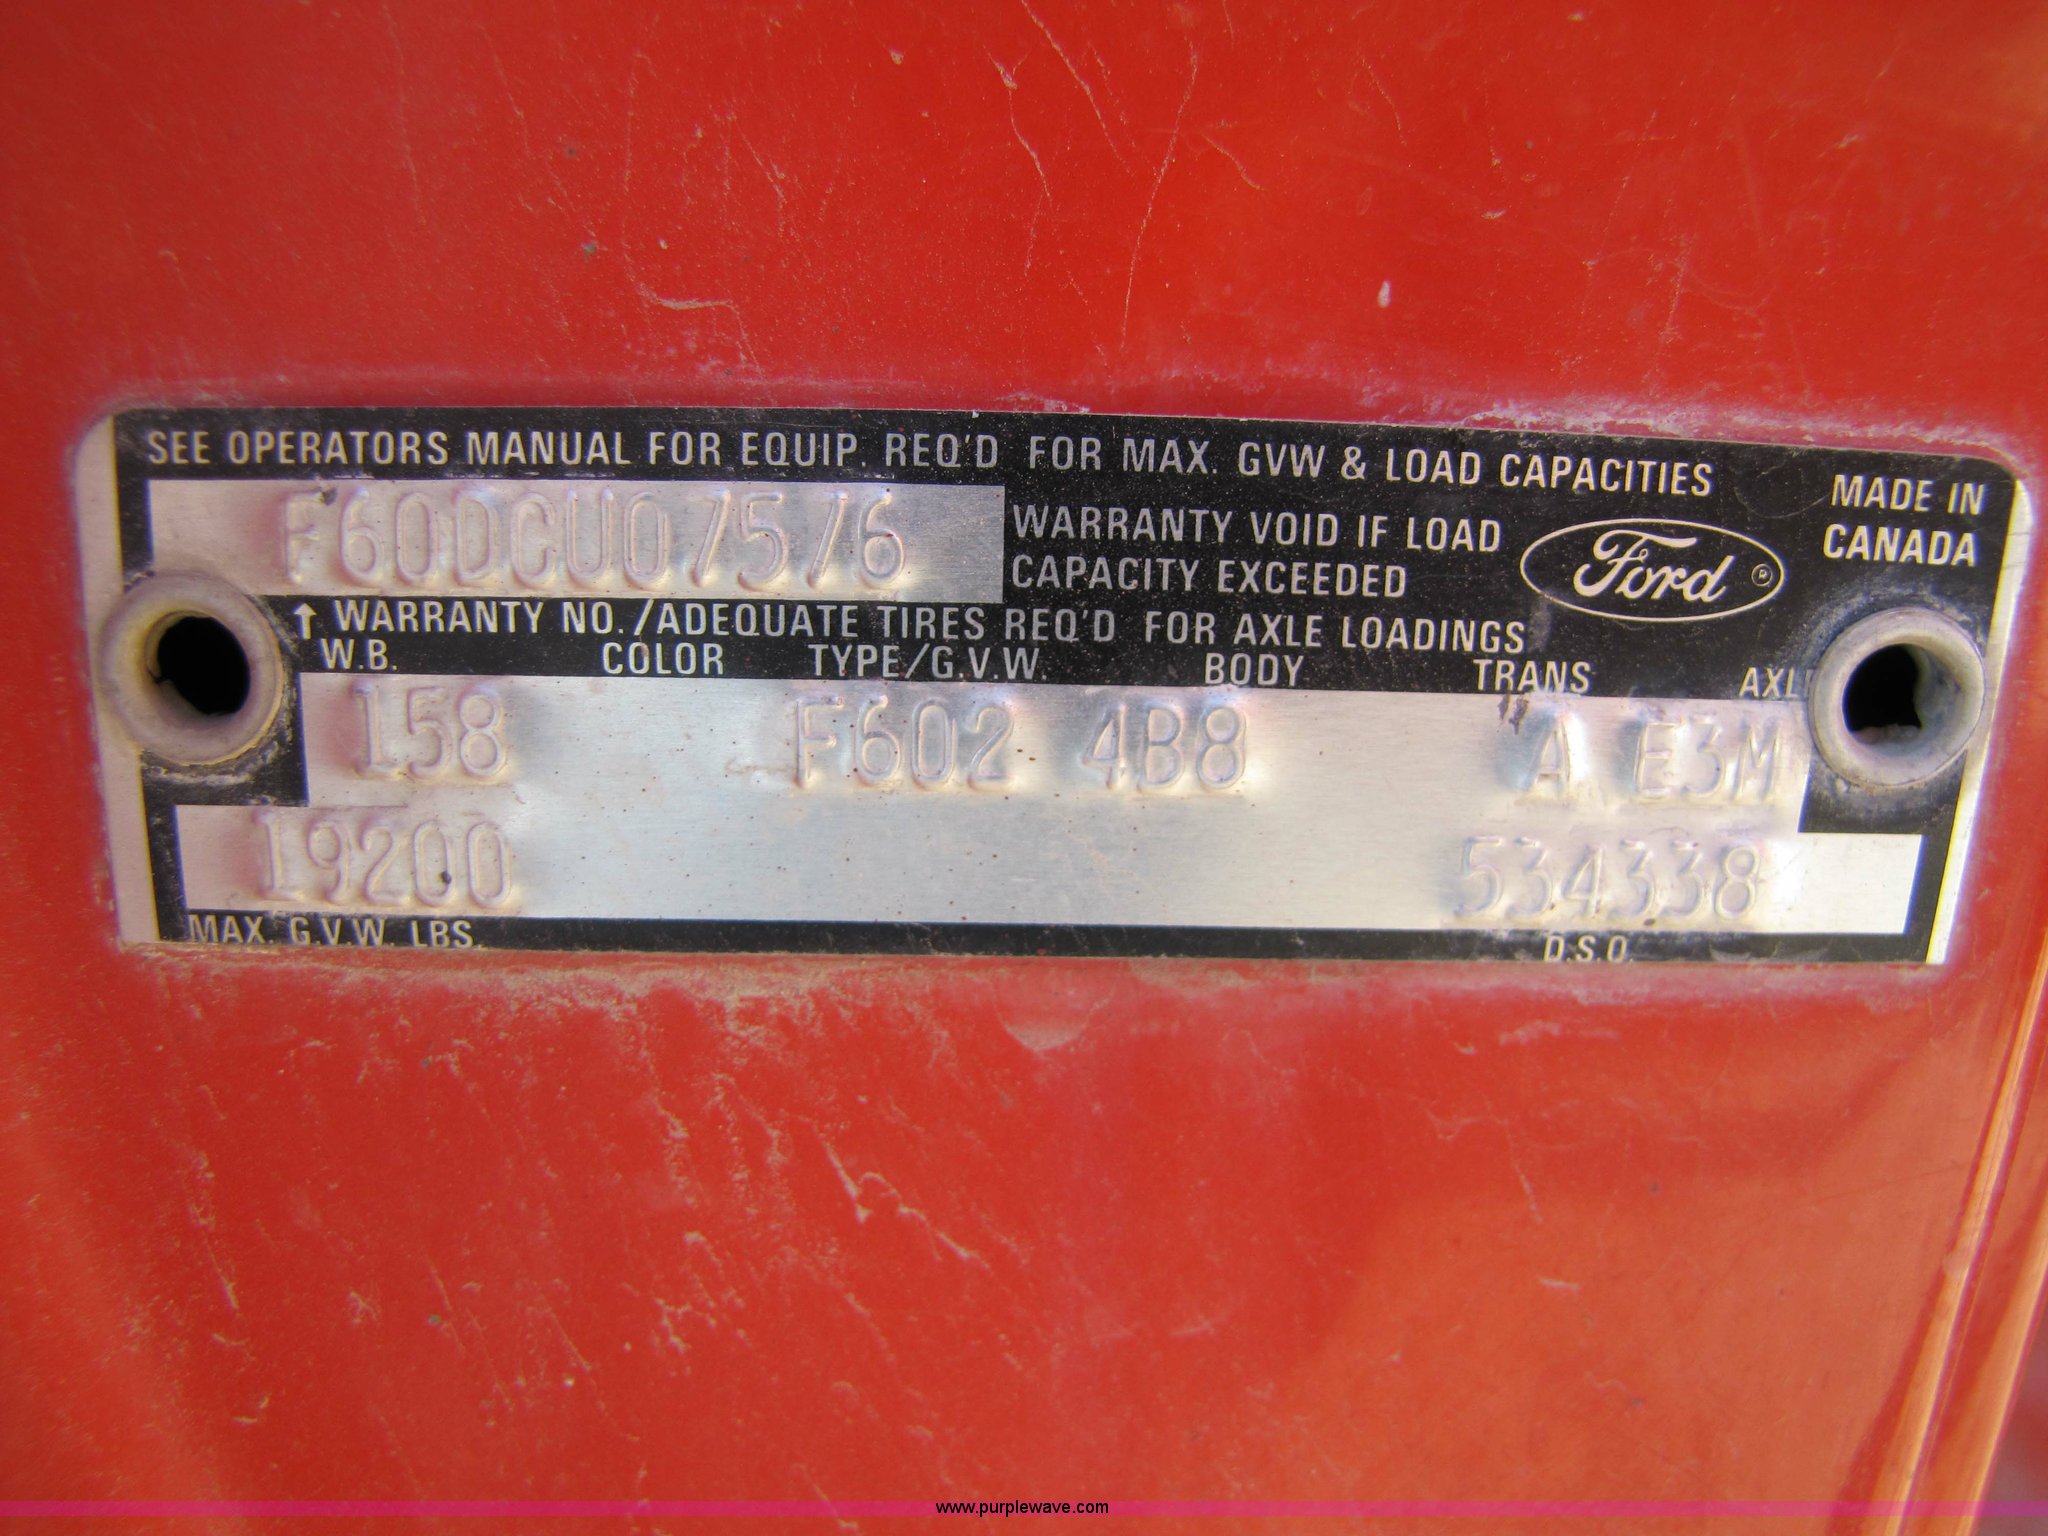 SEE OPERATORS MANUAL FOR EQUIP. REQ'D FOR MAX. GVW & LOAD CAPACITIES
F60DCU07576
WARRANTY VOID IF LOAD
CAPACITY EXCEEDED
Ford ®
MADE IN
CANADA
↑ WARRANTY NO./ADEQUATE TIRES REQ'D FOR AXLE LOADINGS
W.B. COLOR TYPE/G.V.W. BODY TRANS AXLE
158 F602 4B8 A E3M
19200 534338
MAX. G.V.W. LBS. D.S.O.
www.purplewave.com